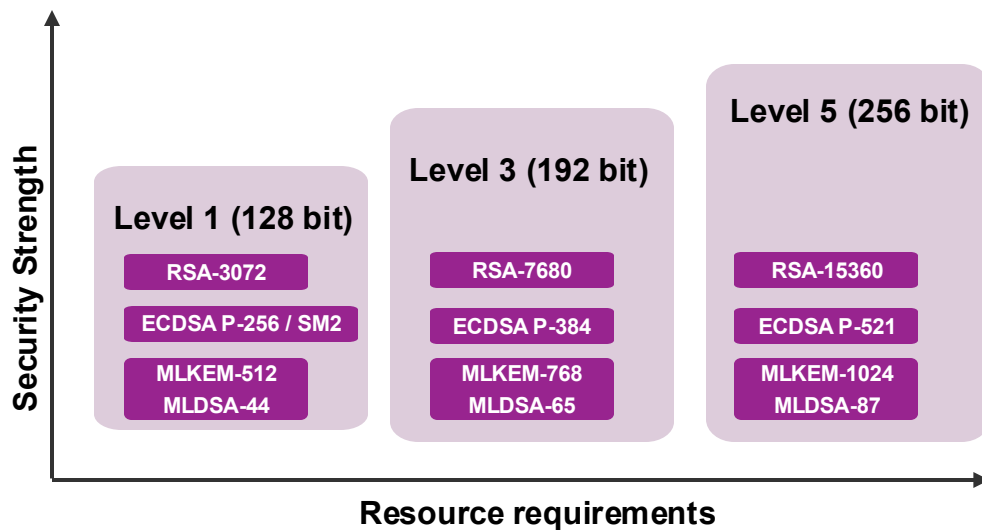 Security Strength
Level 1 (128 bit)
RSA-3072
ECDSA P-256 / SM2
MLKEM-512
MLDSA-44
Level 3 (192 bit)
RSA-7680
ECDSA P-384
MLKEM-768
MLDSA-65
Level 5 (256 bit)
RSA-15360
ECDSA P-521
MLKEM-1024
MLDSA-87
Resource requirements